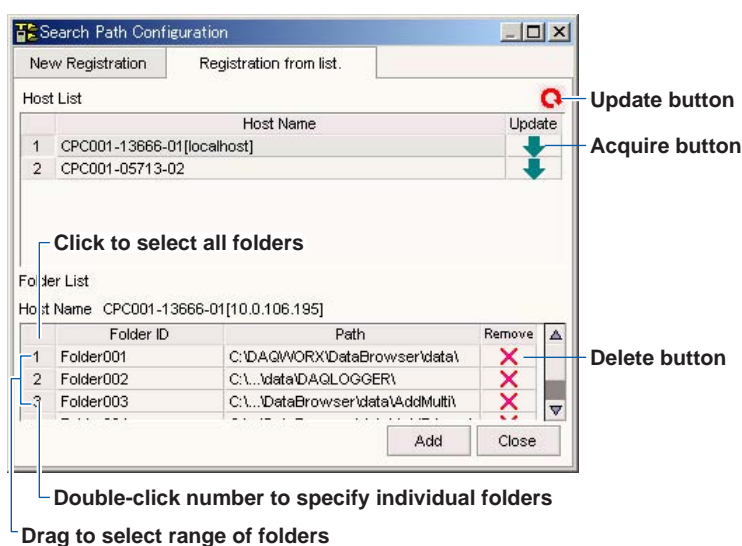 Search Path Configuration
New Registration Registration from list.
Host List
Update button
Host Name Update
1 CPC001-13666-01[localhost]
Acquire button
2 CPC001-05713-02
Click to select all folders
Folder List
Host Name CPC001-13666-01[10.0.106.195]
Folder ID Path Remove
1 Folder001 C:\DAQWORX\DataBrowser\data\
Delete button
2 Folder002 C:\...\data\DAQLOGGER\
3 Folder003 C:\...\DataBrowser\data\AddMulti\
Add Close
Double-click number to specify individual folders
Drag to select range of folders